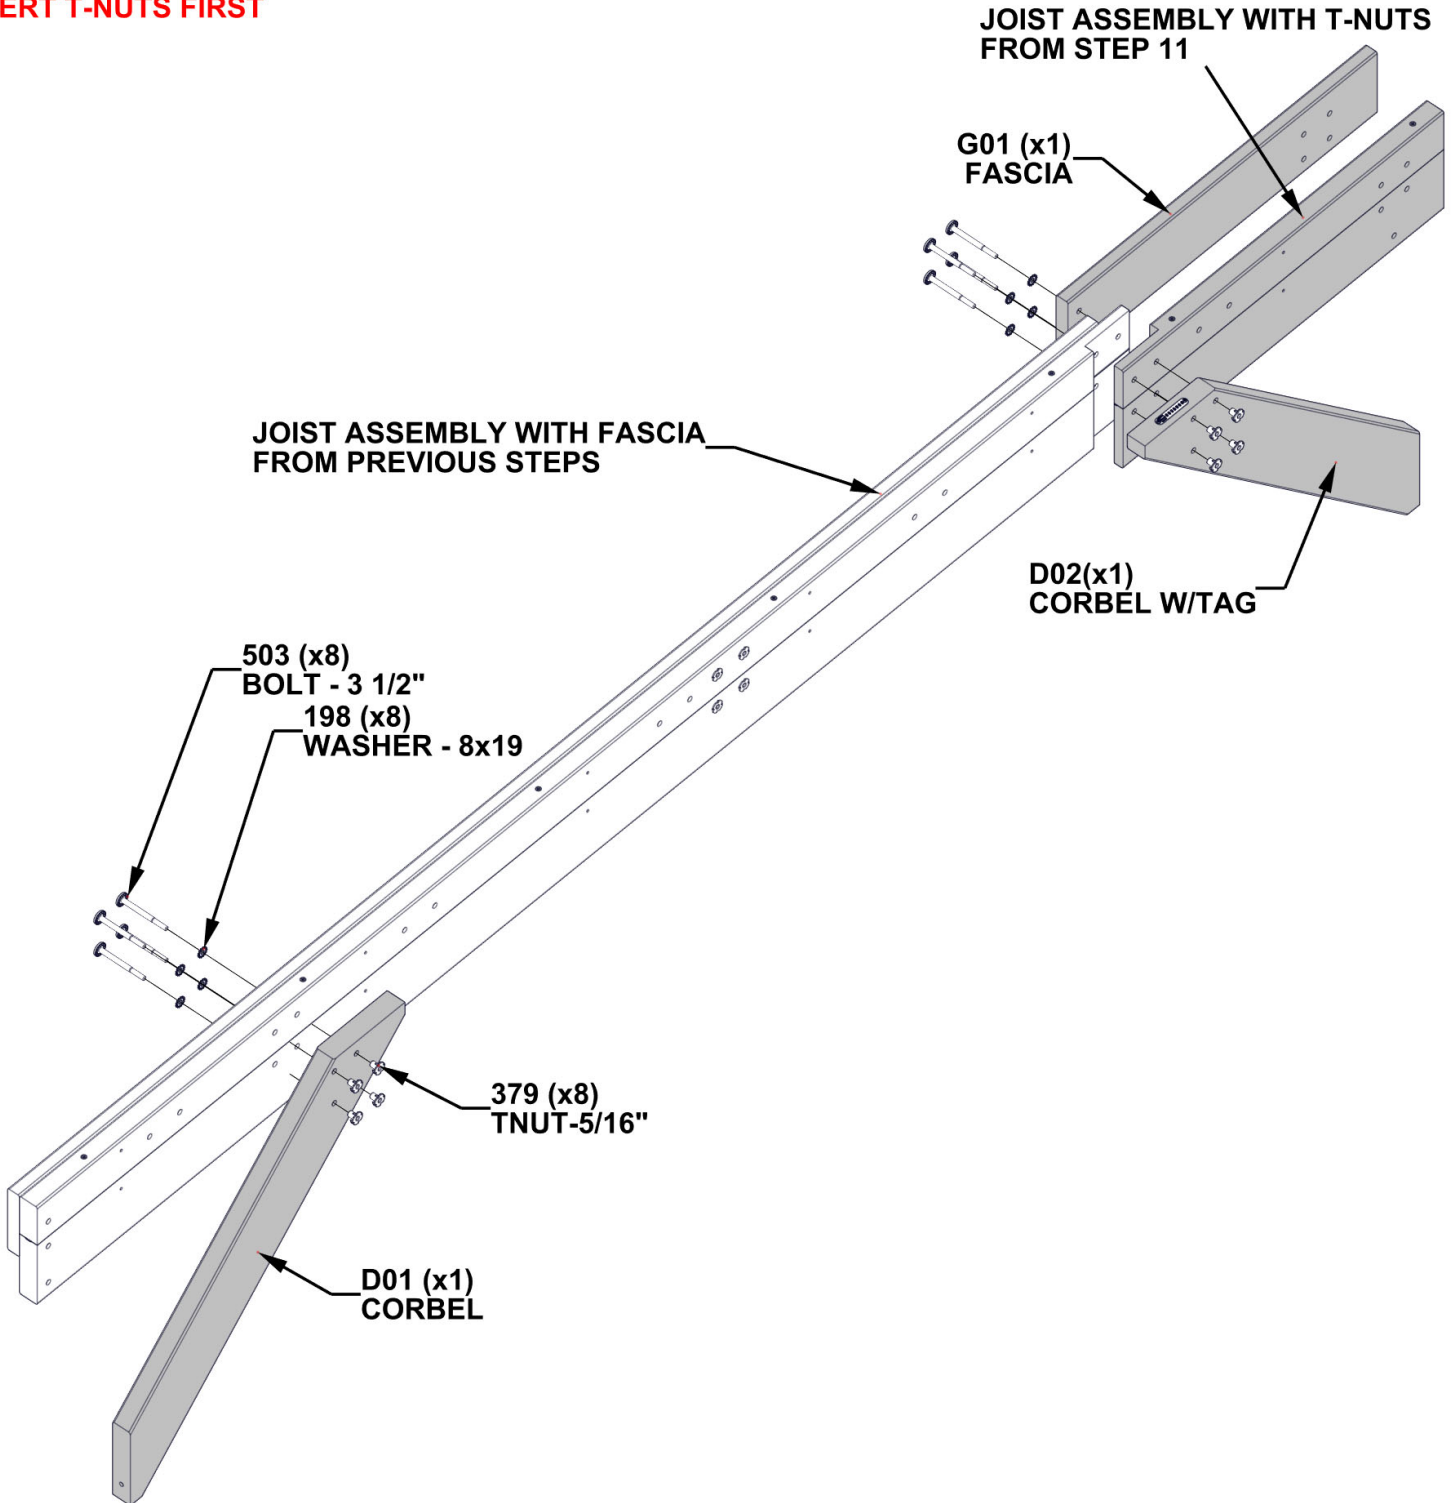 ERT T-NUTS FIRST
JOIST ASSEMBLY WITH T-NUTS
FROM STEP 11
G01 (x1)
FASCIA
JOIST ASSEMBLY WITH FASCIA
FROM PREVIOUS STEPS
D02(x1)
CORBEL W/TAG
503 (x8)
BOLT - 3 1/2"
198 (x8)
WASHER - 8x19
379 (x8)
TNUT-5/16"
D01 (x1)
CORBEL